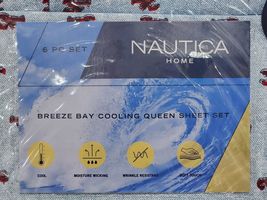 6 PC SET
NAUTICA
HOME
BREEZE BAY COOLING QUEEN SHEET SET
COOL
MOISTURE WICKING
WRINKLE RESISTANT
SOFT TOUCH